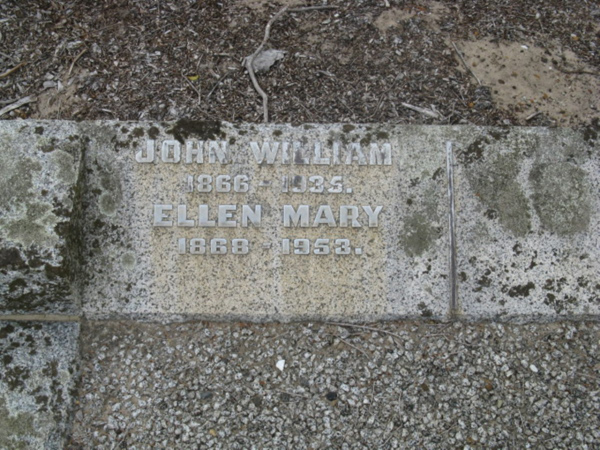 JOHN WILLIAM
1866 - 1935.
ELLEN MARY
1868 - 1953.